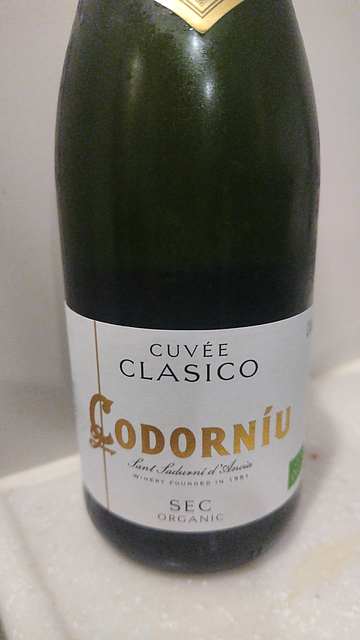 CUVÉE
CLASICO
CODORNÍU
Sant Sadurní d'Anoia
WINERY FOUNDED IN 1551
SEC
ORGANIC